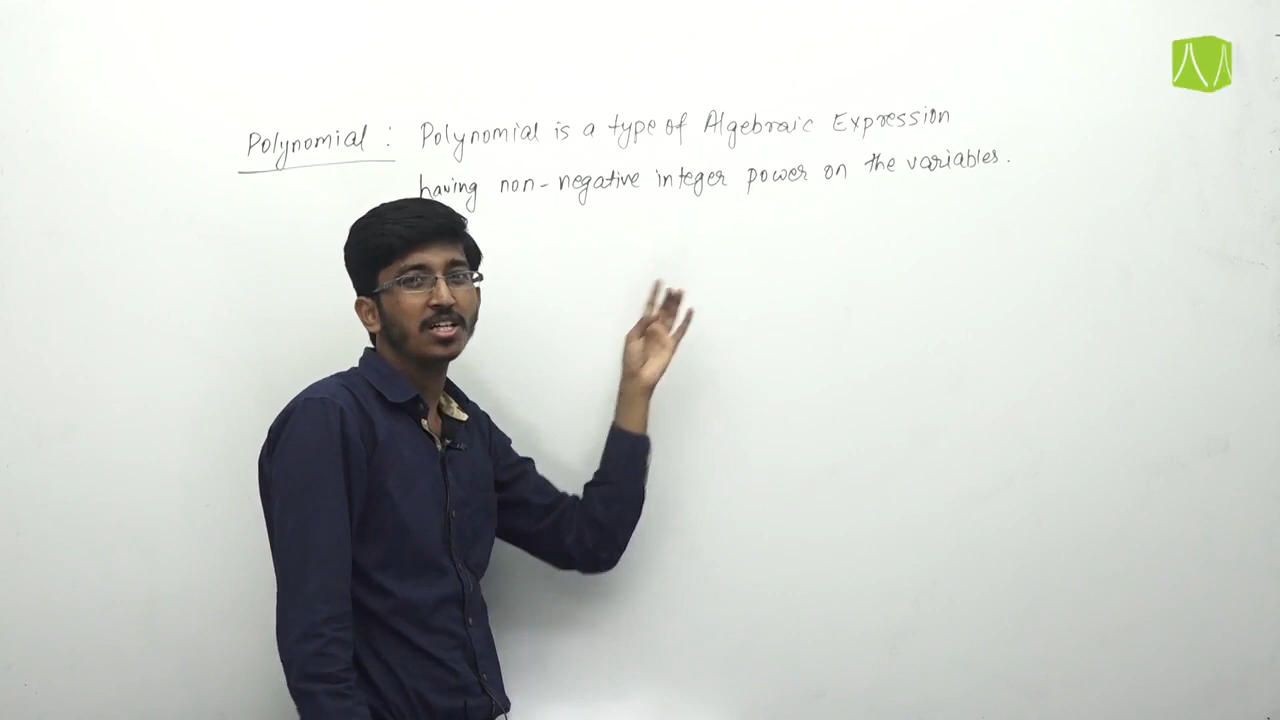 Polynomial : Polynomial is a type of Algebraic Expression
having non-negative integer power on the variables.